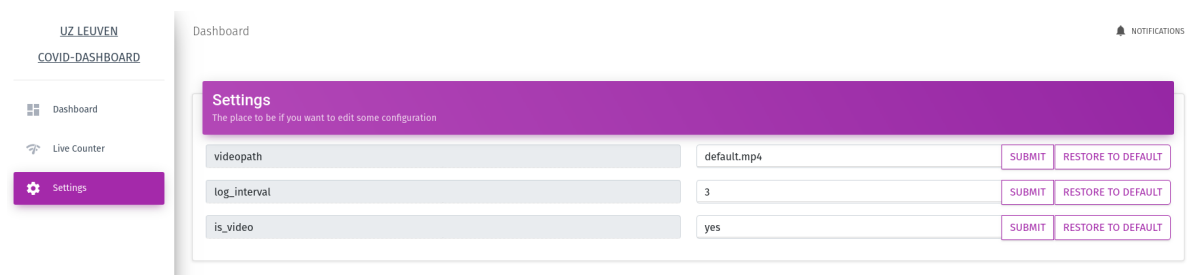 UZ LEUVEN
COVID-DASHBOARD
Dashboard
Live Counter
Settings
Dashboard
NOTIFICATIONS
Settings
The place to be if you want to edit some configuration
videopath default.mp4 SUBMIT RESTORE TO DEFAULT
log_interval 3 SUBMIT RESTORE TO DEFAULT
is_video yes SUBMIT RESTORE TO DEFAULT